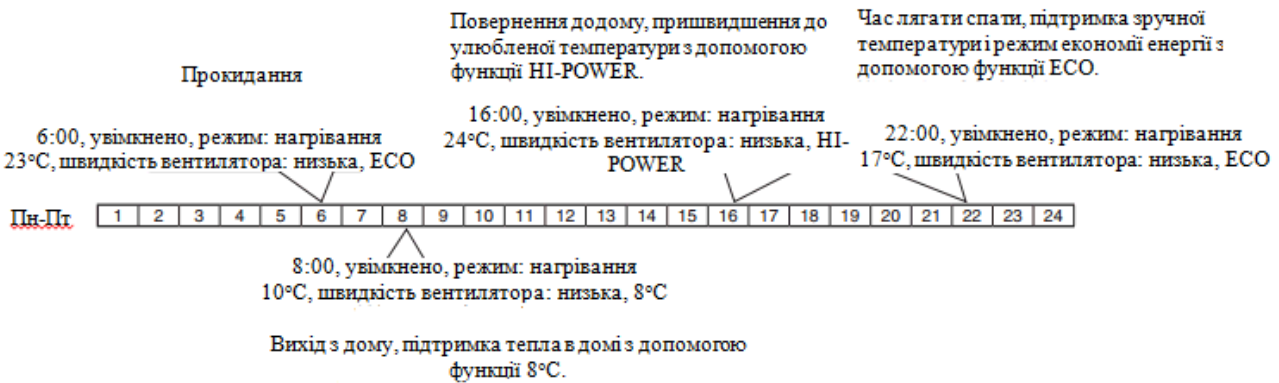 Прокидання
6:00, увімкнено, режим: нагрівання
23°C, швидкість вентилятора: низька, ECO
Повернення додому, пришвидшення до
улюбленої температури з допомогою
функції HI-POWER.
16:00, увімкнено, режим: нагрівання
24°C, швидкість вентилятора: низька, HI-
POWER
Час лягати спати, підтримка зручної
температури і режим економії енергії з
допомогою функції ECO.
22:00, увімкнено, режим: нагрівання
17°C, швидкість вентилятора: низька, ECO
Пн-Пт 1 2 3 4 5 6 7 8 9 10 11 12 13 14 15 16 17 18 19 20 21 22 23 24
8:00, увімкнено, режим: нагрівання
10°C, швидкість вентилятора: низька, 8°C
Вихід з дому, підтримка тепла в домі з допомогою
функції 8°C.